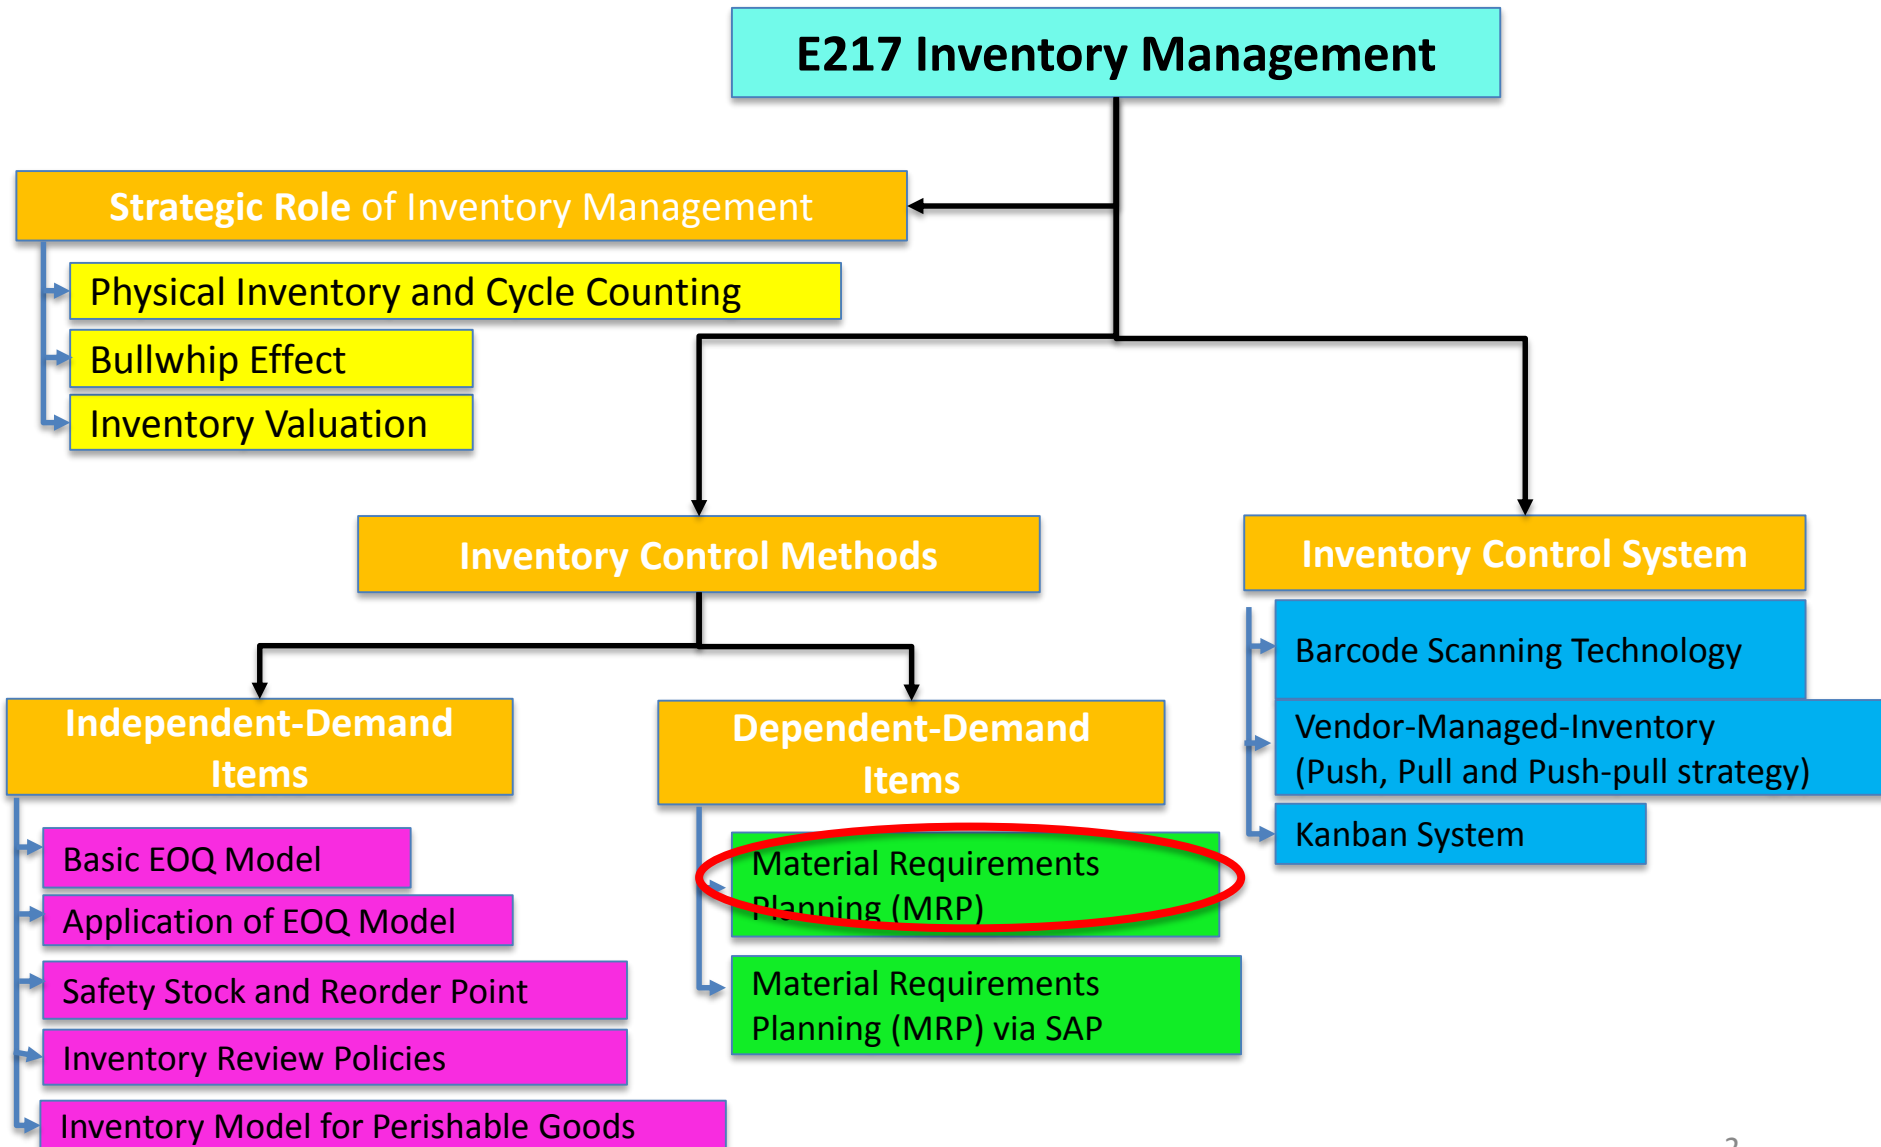 E217 Inventory Management
Strategic Role of Inventory Management
Physical Inventory and Cycle Counting
Bullwhip Effect
Inventory Valuation
Inventory Control Methods
Inventory Control System
Barcode Scanning Technology
Vendor-Managed-Inventory
(Push, Pull and Push-pull strategy)
Kanban System
Independent-Demand
Items
Dependent-Demand
Items
Basic EOQ Model
Application of EOQ Model
Safety Stock and Reorder Point
Inventory Review Policies
Inventory Model for Perishable Goods
Material Requirements
Planning (MRP)
Material Requirements
Planning (MRP) via SAP